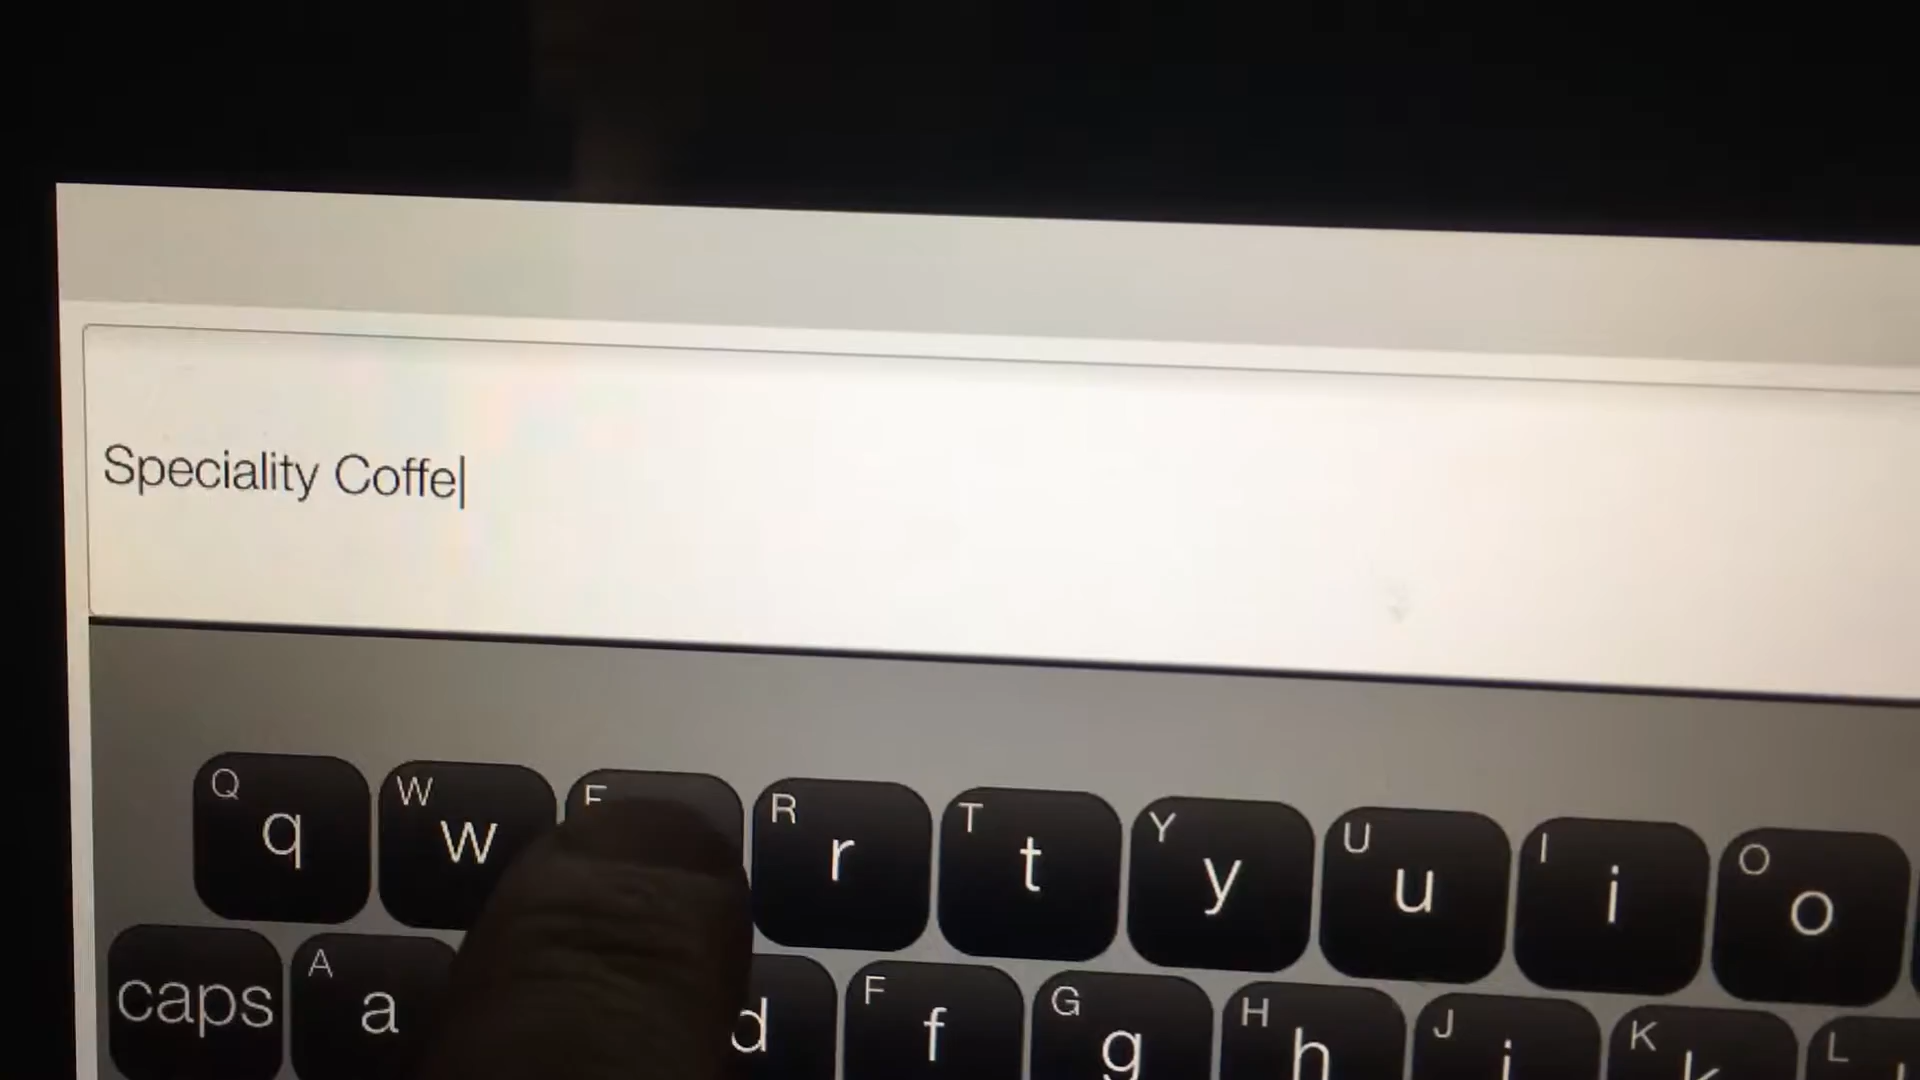 Speciality Coffe
Q W R T Y U I O
q w r t y u i o
caps A F G H J K L
a d f g h j k